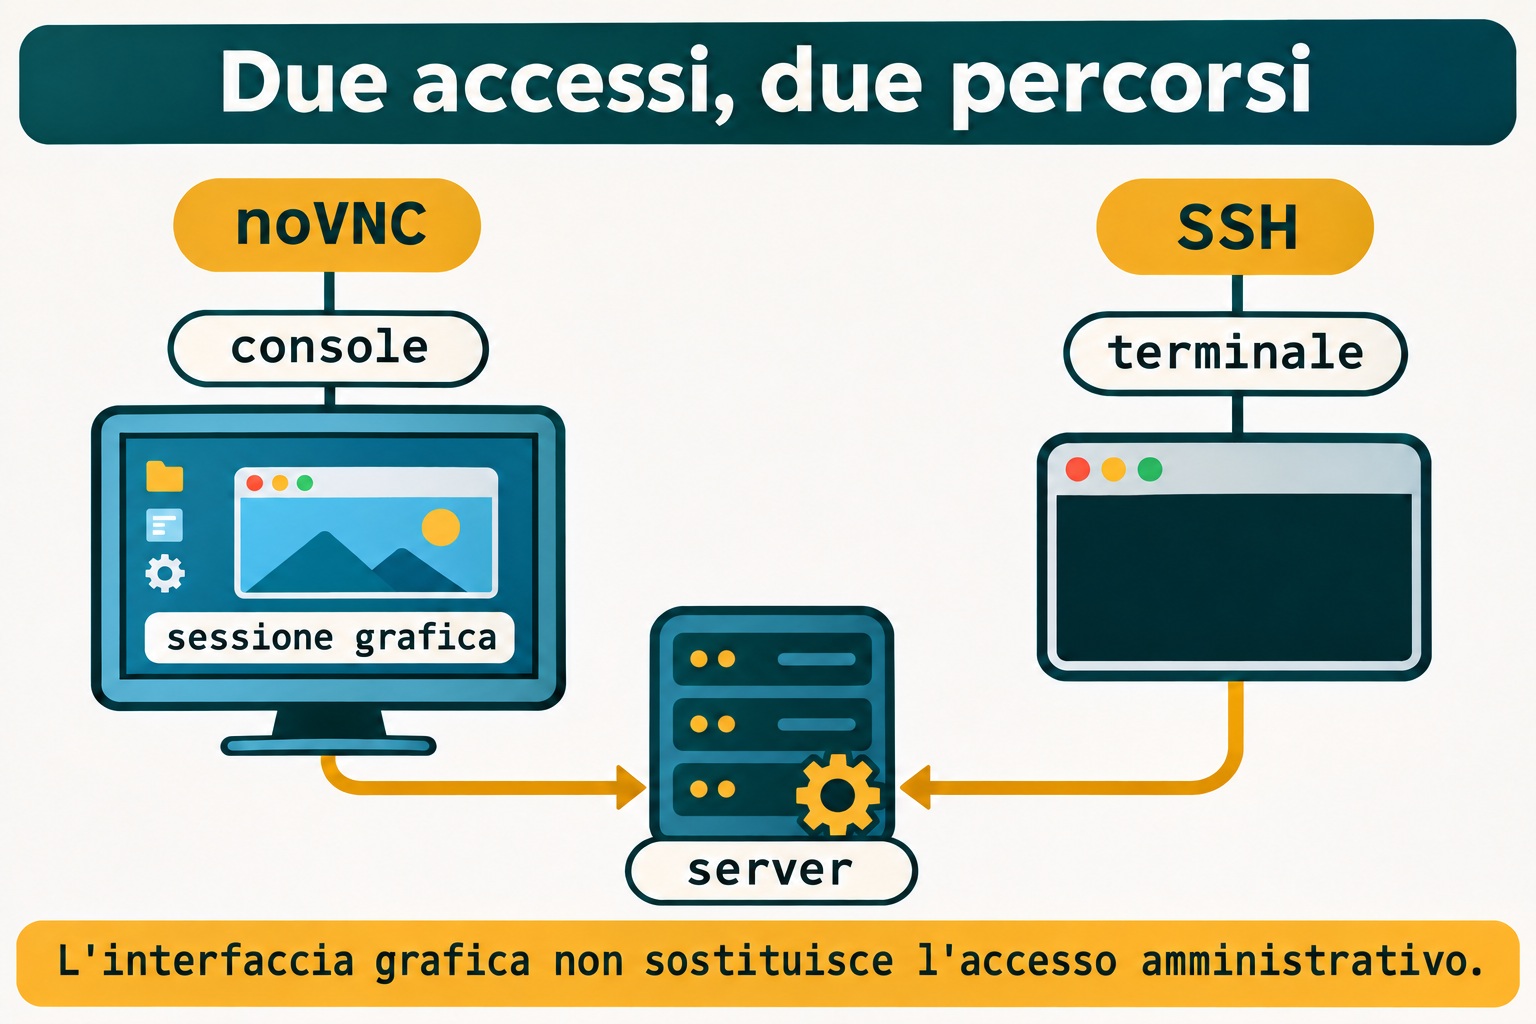 Due accessi, due percorsi
noVNC
console
sessione grafica
SSH
terminale
server
L'interfaccia grafica non sostituisce l'accesso amministrativo.